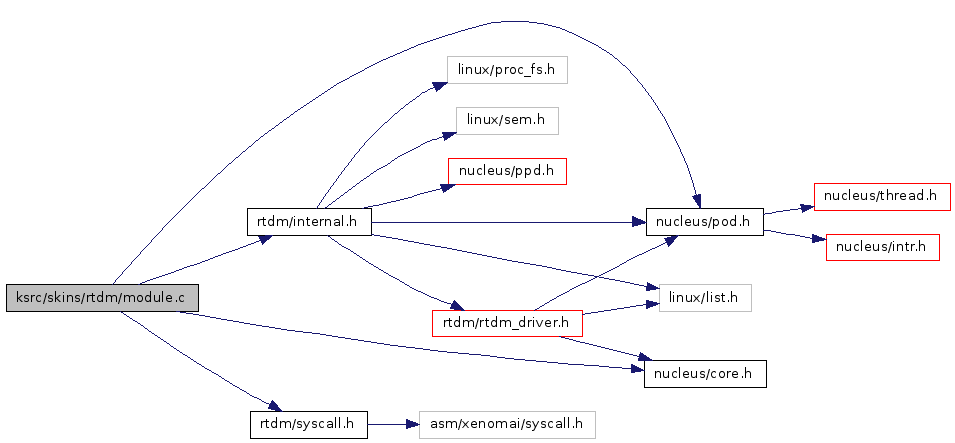 linux/proc_fs.h
linux/sem.h
nucleus/ppd.h
nucleus/thread.h
rtdm/internal.h
nucleus/pod.h
nucleus/intr.h
ksrc/skins/rtdm/module.c
linux/list.h
rtdm/rtdm_driver.h
nucleus/core.h
rtdm/syscall.h
asm/xenomai/syscall.h